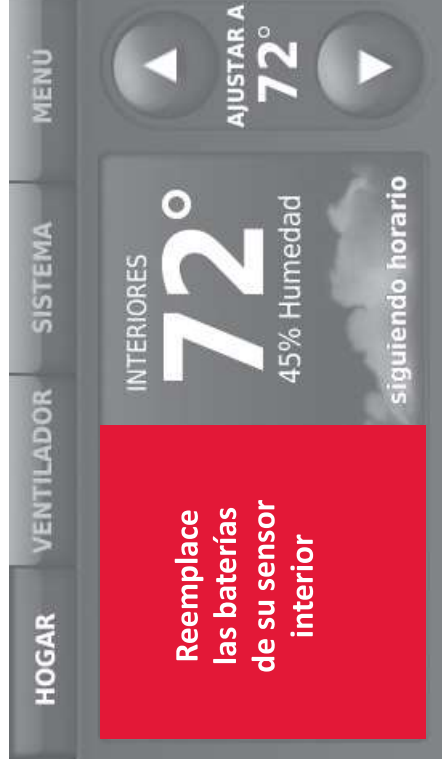 HOGAR
VENTILADOR
SISTEMA
MENÚ
Reemplace
las baterías
de su sensor
interior
INTERIORES
72°
45% Humedad
siguiendo horario
AJUSTAR A
72°